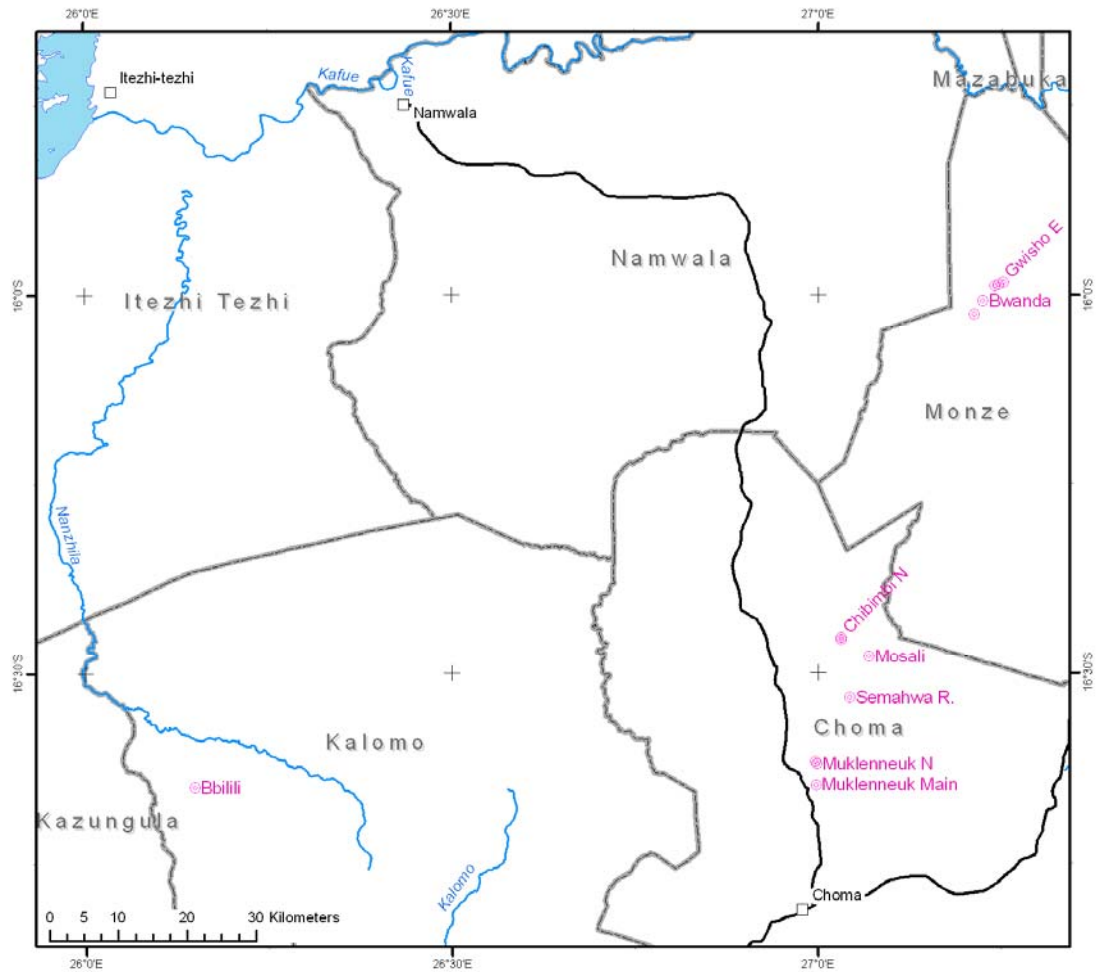 26°0'E 26°30'E 27°0'E
Itezhi-tezhi
Kafue
Kafue
Namwala
Mazabuka
Gwisho E
Namwala
16°0'S
Itezhi Tezhi
Bwanda
16°0'S
Monze
Nanzhila
Chibimbi N
Mosali
16°30'S
16°30'S
Semahwa R.
Choma
Kalomo
Muklenneuk N
Muklenneuk Main
Bbilili
Kazungula
Kalomo
Choma
0 5 10 20 30 Kilometers
26°0'E 26°30'E 27°0'E